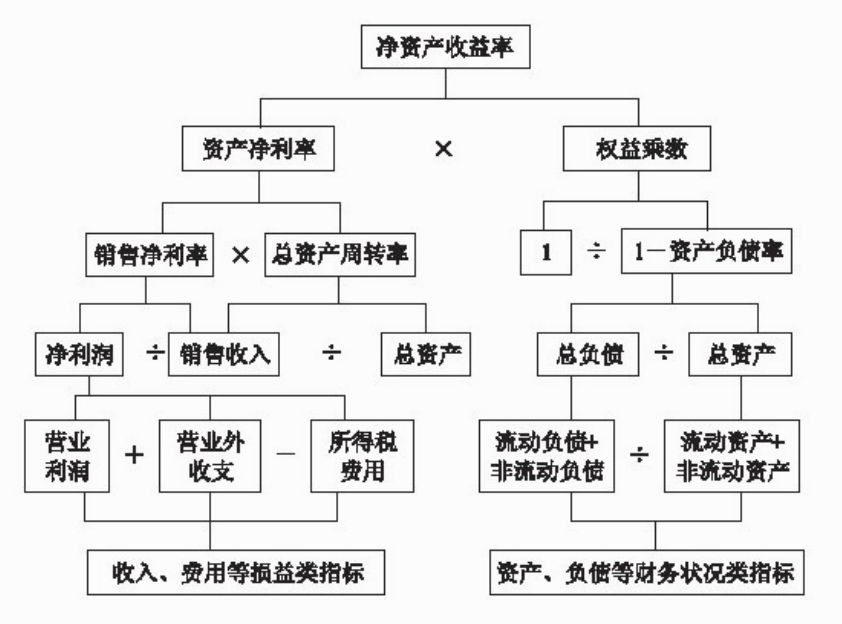 净资产收益率
资产净利率 × 权益乘数
销售净利率 × 总资产周转率 1 ÷ 1－资产负债率
净利润 ÷ 销售收入 ÷ 总资产 总负债 ÷ 总资产
营业 营业外 所得税 流动负债+ 流动资产+
+ － ÷
利润 收支 费用 非流动负债 非流动资产
收入、费用等损益类指标 资产、负债等财务状况类指标